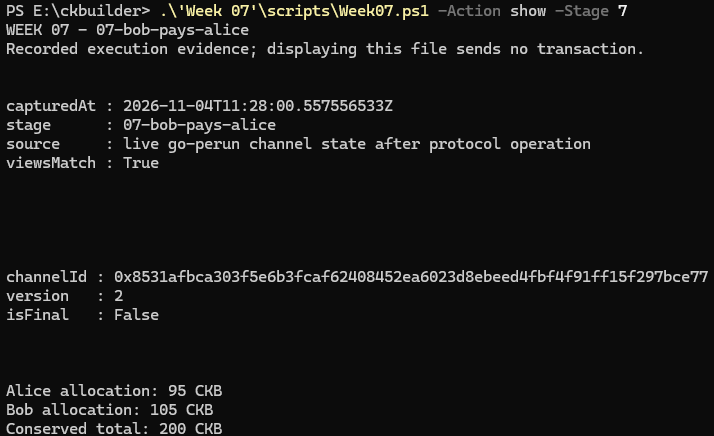 PS E:\ckbuilder> .\'Week 07'\scripts\Week07.ps1 -Action show -Stage 7
WEEK 07 - 07-bob-pays-alice
Recorded execution evidence; displaying this file sends no transaction.
capturedAt : 2026-11-04T11:28:00.557556533Z
stage      : 07-bob-pays-alice
source     : live go-perun channel state after protocol operation
viewsMatch : True
channelId : 0x8531afbca303f5e6b3fcaf62408452ea6023d8ebeed4fbf4f91ff15f297bce77
version   : 2
isFinal   : False
Alice allocation: 95 CKB
Bob allocation: 105 CKB
Conserved total: 200 CKB